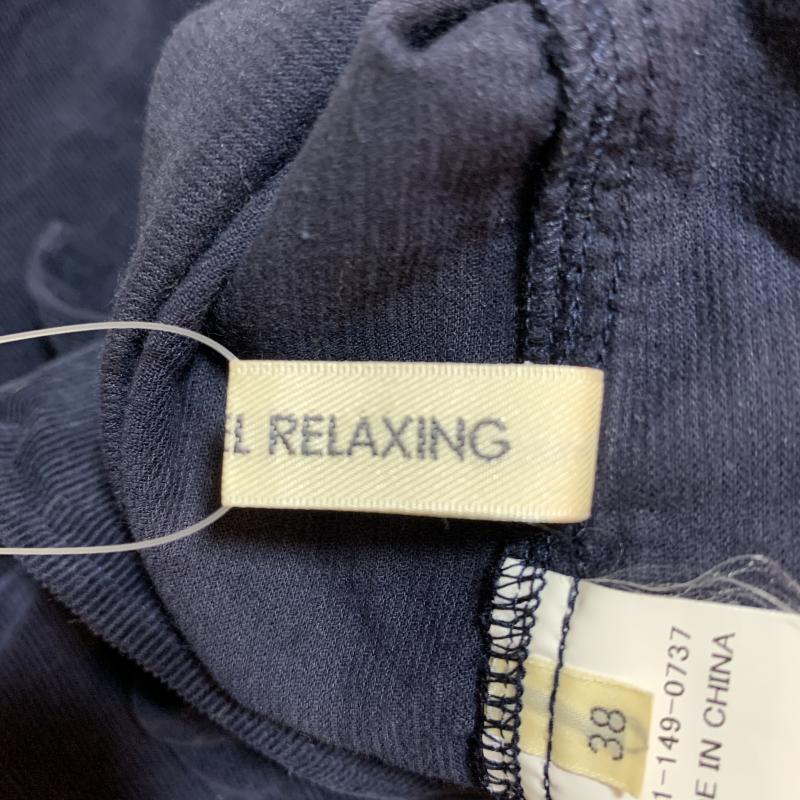 EL RELAXING
38
1-149-0737
E IN CHINA